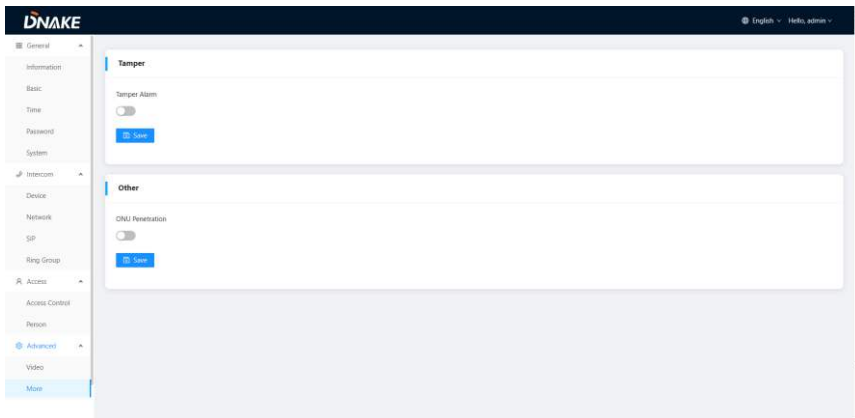 DNAKE
English
Hello, admin
General
Information
Basic
Time
Password
System
Intercom
Device
Network
SIP
Ring Group
Access
Access Control
Person
Advanced
Video
More
Tamper
Tamper Alarm
Save
Other
ONU Penetration
Save